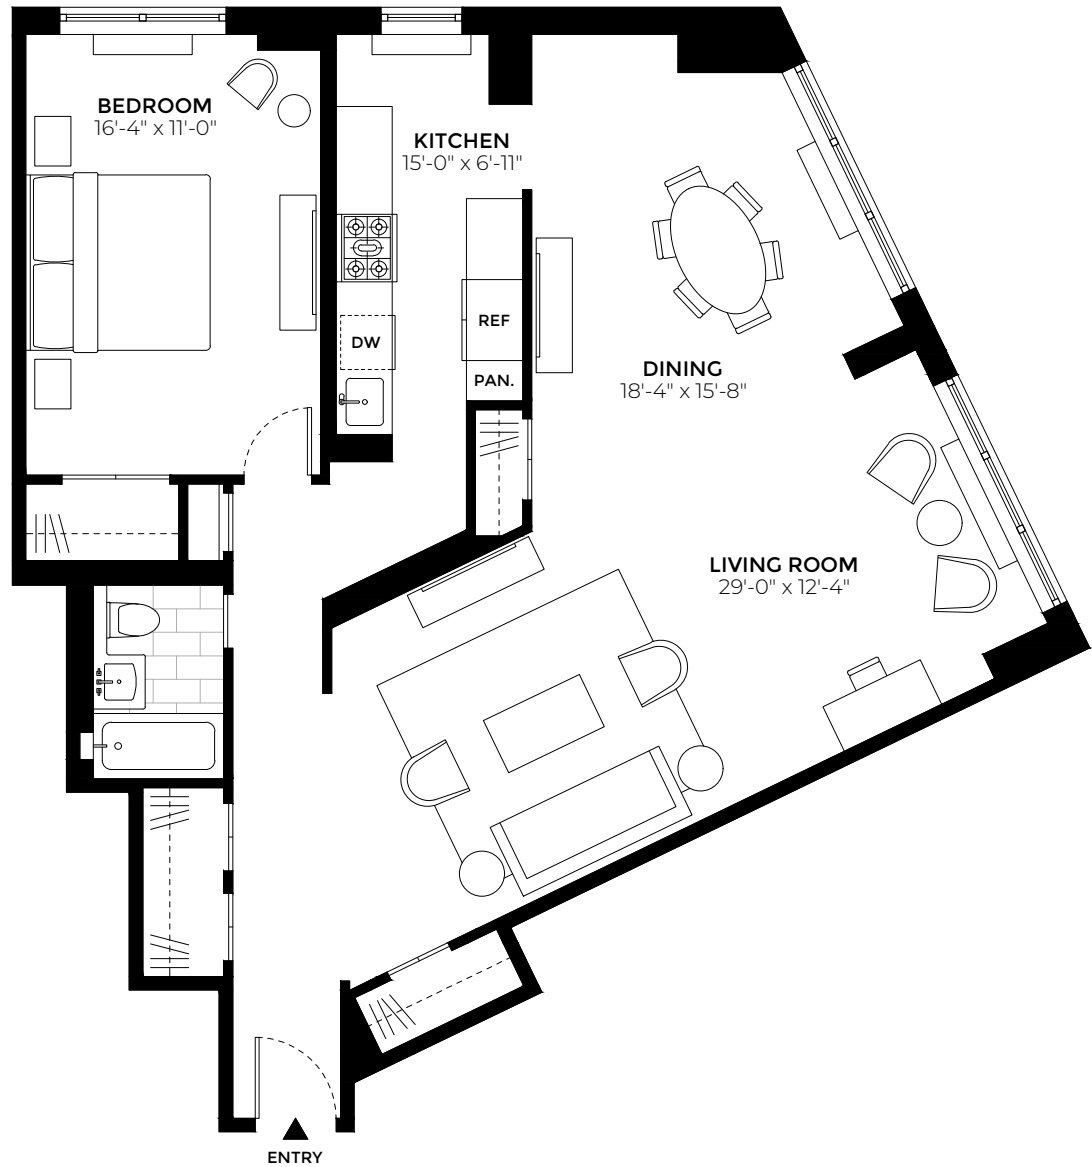 BEDROOM
16'-4" x 11'-0"
KITCHEN
15'-0" x 6'-11"
REF
DW
PAN.
DINING
18'-4" x 15'-8"
LIVING ROOM
29'-0" x 12'-4"
ENTRY